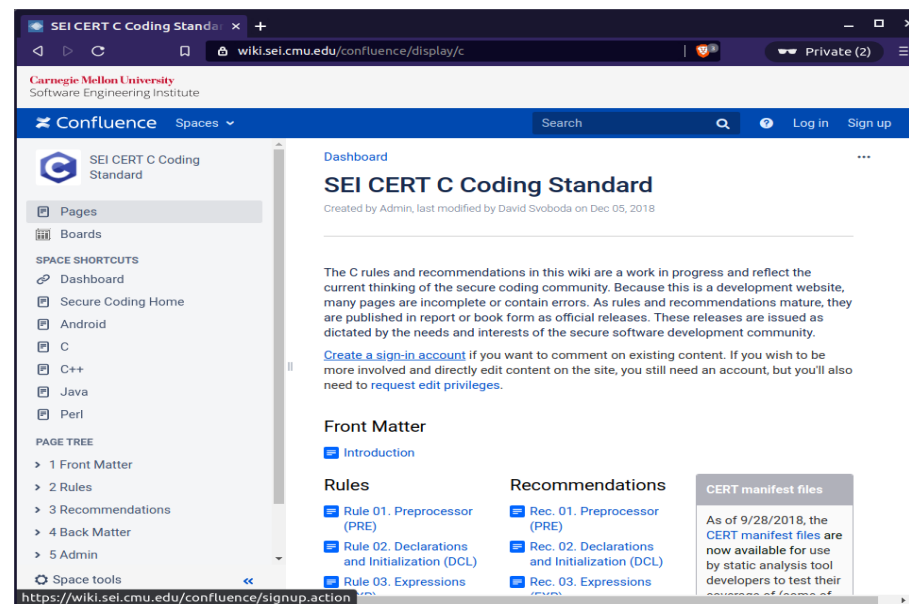 SEI CERT C Coding Standar
wiki.sei.cmu.edu/confluence/display/c
Private (2)
Carnegie Mellon University
Software Engineering Institute
Confluence Spaces
Search
Log in Sign up
SEI CERT C Coding
Standard
Pages
Boards
SPACE SHORTCUTS
Dashboard
Secure Coding Home
Android
C
C++
Java
Perl
PAGE TREE
1 Front Matter
2 Rules
3 Recommendations
4 Back Matter
5 Admin
Space tools
https://wiki.sei.cmu.edu/confluence/signup.action
Dashboard
SEI CERT C Coding Standard
Created by Admin, last modified by David Svoboda on Dec 05, 2018
The C rules and recommendations in this wiki are a work in progress and reflect the
current thinking of the secure coding community. Because this is a development website,
many pages are incomplete or contain errors. As rules and recommendations mature, they
are published in report or book form as official releases. These releases are issued as
dictated by the needs and interests of the secure software development community.
Create a sign-in account if you want to comment on existing content. If you wish to be
more involved and directly edit content on the site, you still need an account, but you'll also
need to request edit privileges.
Front Matter
Introduction
Rules
Rule 01. Preprocessor
(PRE)
Rule 02. Declarations
and Initialization (DCL)
Rule 03. Expressions
Recommendations
Rec. 01. Preprocessor
(PRE)
Rec. 02. Declarations
and Initialization (DCL)
Rec. 03. Expressions
CERT manifest files
As of 9/28/2018, the
CERT manifest files are
now available for use
by static analysis tool
developers to test their